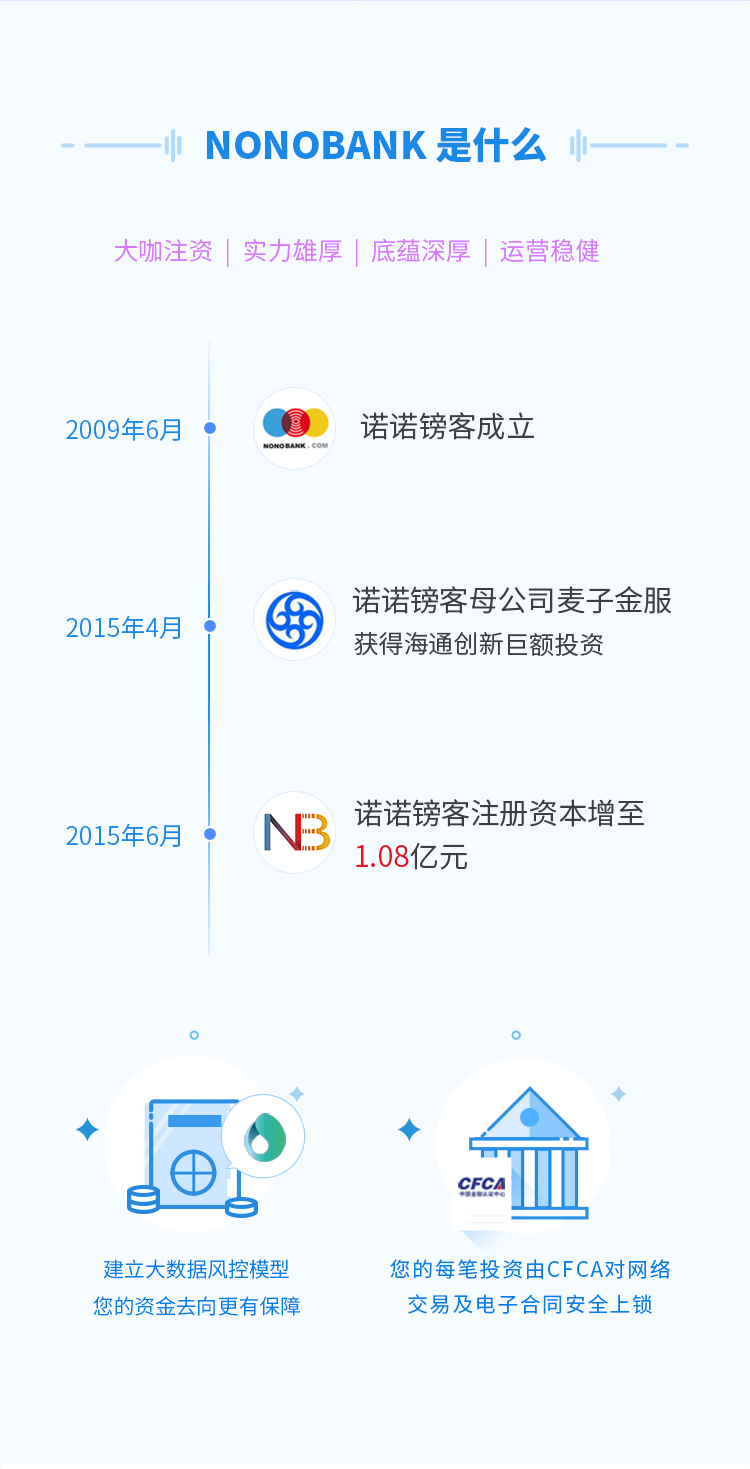 NONOBANK 是什么
大咖注资 | 实力雄厚 | 底蕴深厚 | 运营稳健
2009年6月
NONOBANK.COM
诺诺镑客成立
2015年4月
诺诺镑客母公司麦子金服
获得海通创新巨额投资
2015年6月
NB
诺诺镑客注册资本增至
1.08亿元
建立大数据风控模型
您的资金去向更有保障
CFCA
中国金融认证中心
您的每笔投资由CFCA对网络
交易及电子合同安全上锁